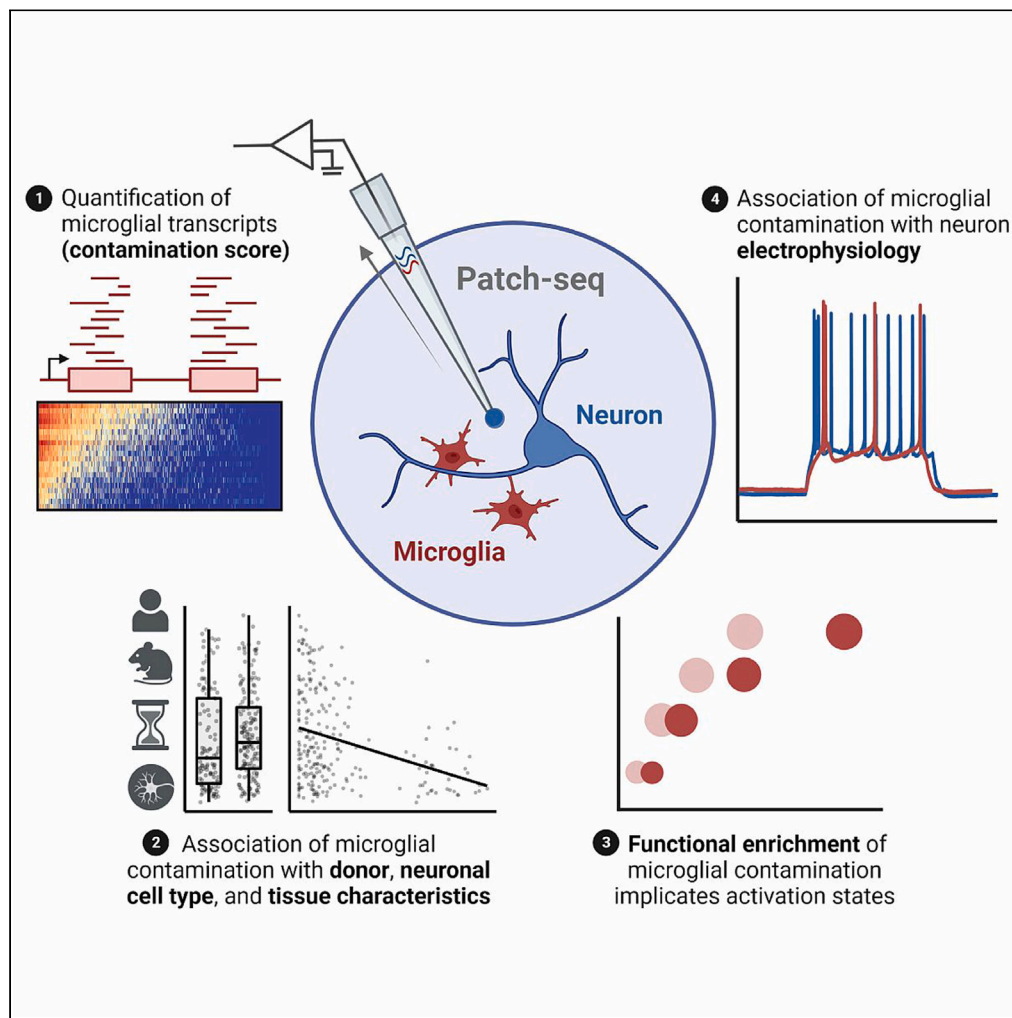 1 Quantification of
microglial transcripts
(contamination score)
Patch-seq
Neuron
Microglia
4 Association of microglial
contamination with neuron
electrophysiology
2 Association of microglial
contamination with donor, neuronal
cell type, and tissue characteristics
3 Functional enrichment of
microglial contamination
implicates activation states